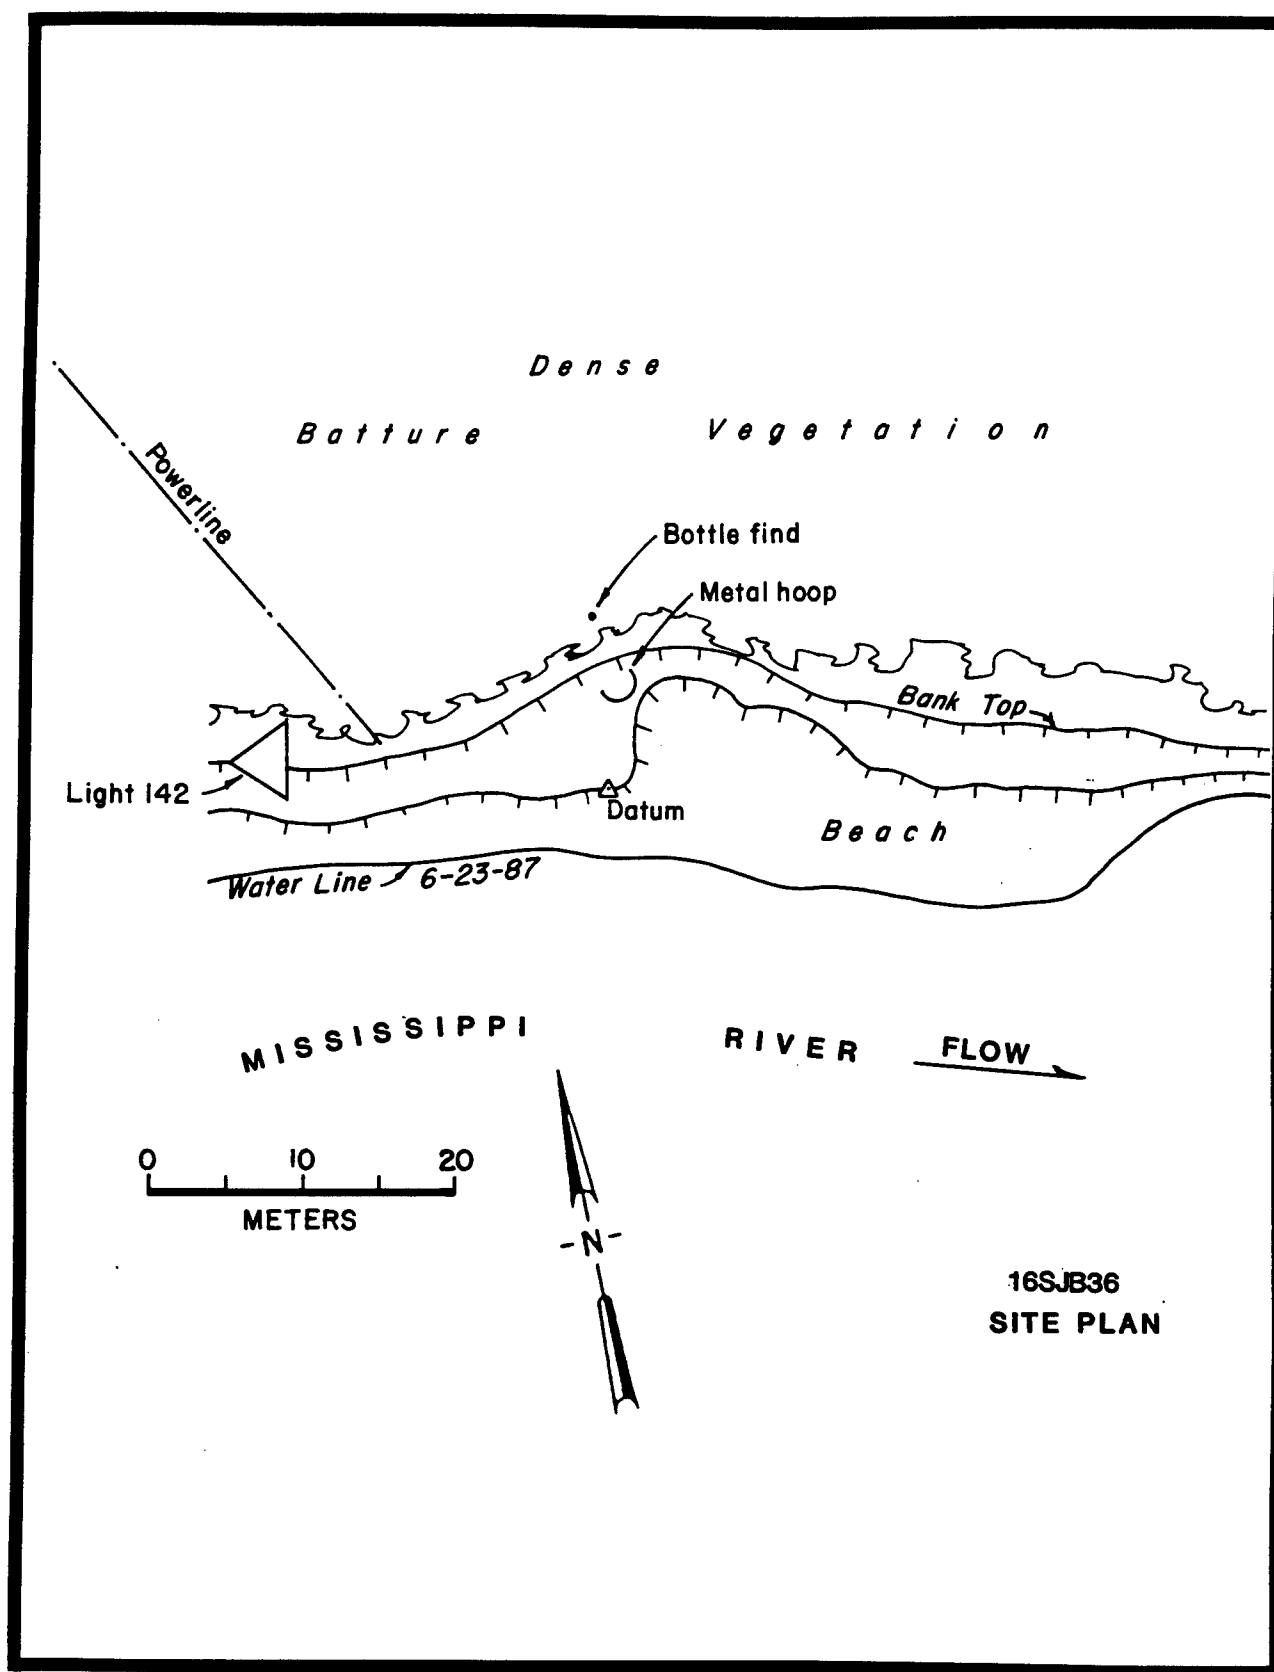 Dense
Batture Vegetation
Powerline
Bottle find
Metal hoop
Bank Top
Light 142
Datum
Beach
Water Line 6-23-87
MISSISSIPPI RIVER FLOW
0 10 20
METERS
-N-
16SJB36
SITE PLAN